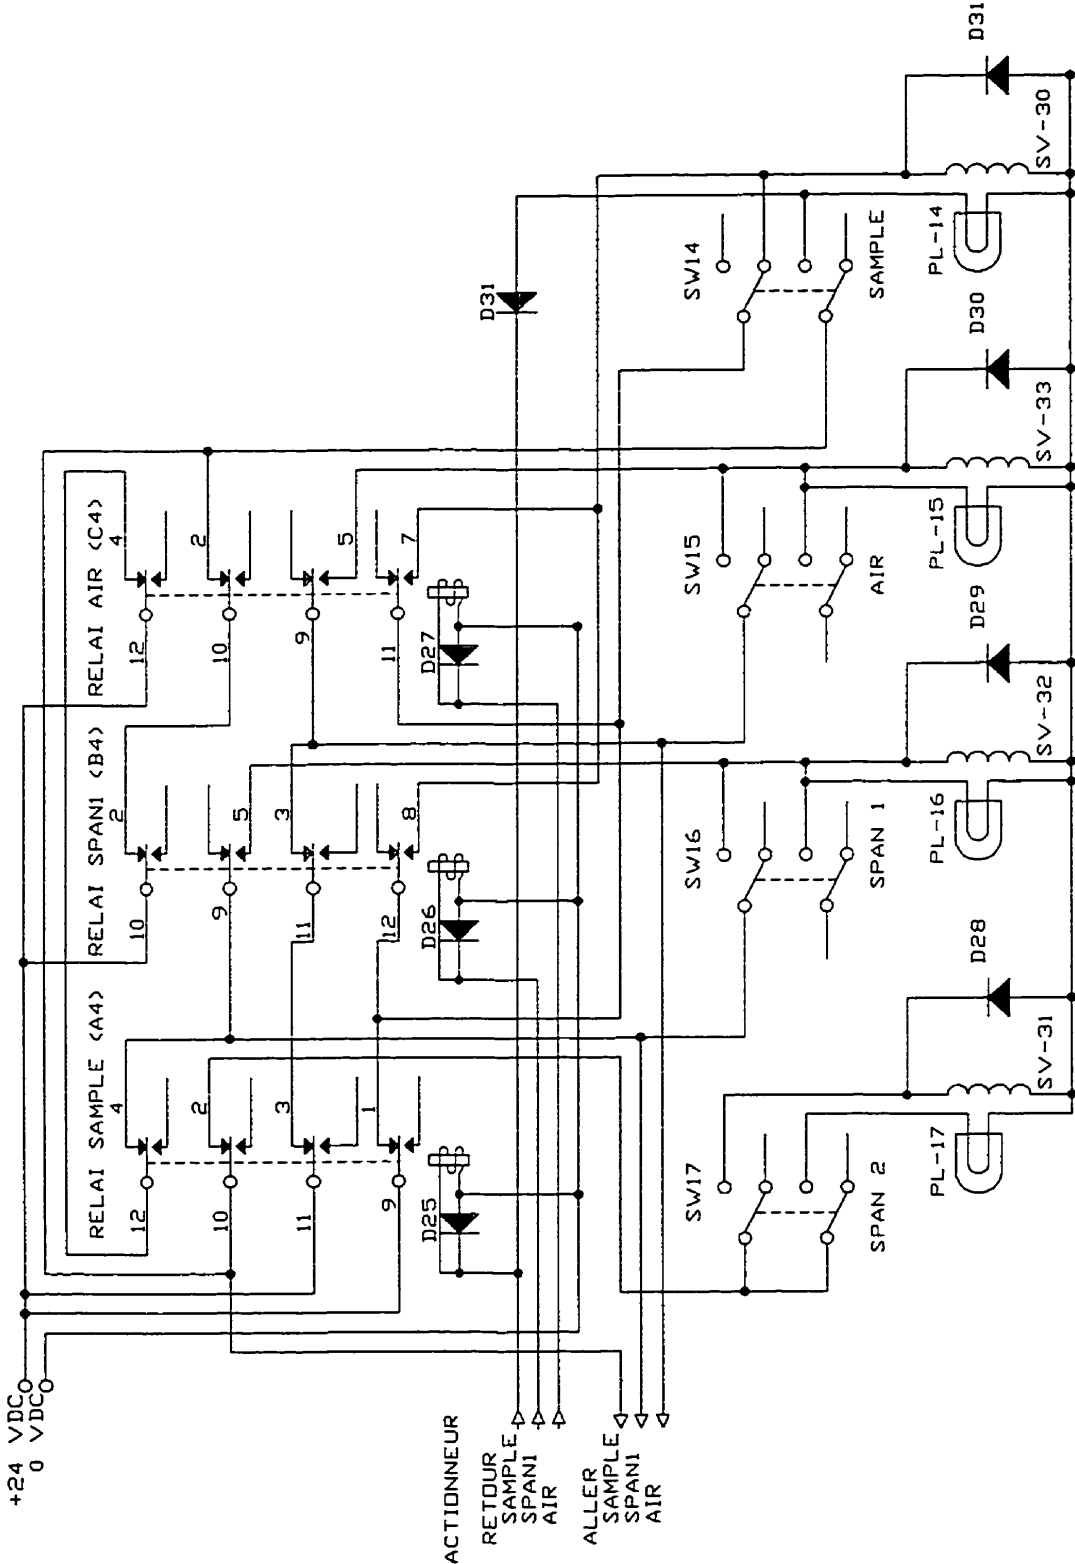 +24 VDC
0 VDC
RELAI SAMPLE <A4>
RELAI SPAN1 <B4>
RELAI AIR <C4>
12
4
10
2
12
4
10
2
9
5
10
2
11
3
11
3
9
5
9
1
12
8
11
7
D25
D26
D27
D31
ACTIONNEUR
RETOUR
SAMPLE
SPAN1
AIR
ALLER
SAMPLE
SPAN1
AIR
SW17
SW16
SW15
SW14
SPAN 2
SPAN 1
AIR
SAMPLE
PL-17
SV-31
D28
PL-16
SV-32
D29
PL-15
SV-33
D30
PL-14
SV-30
D31